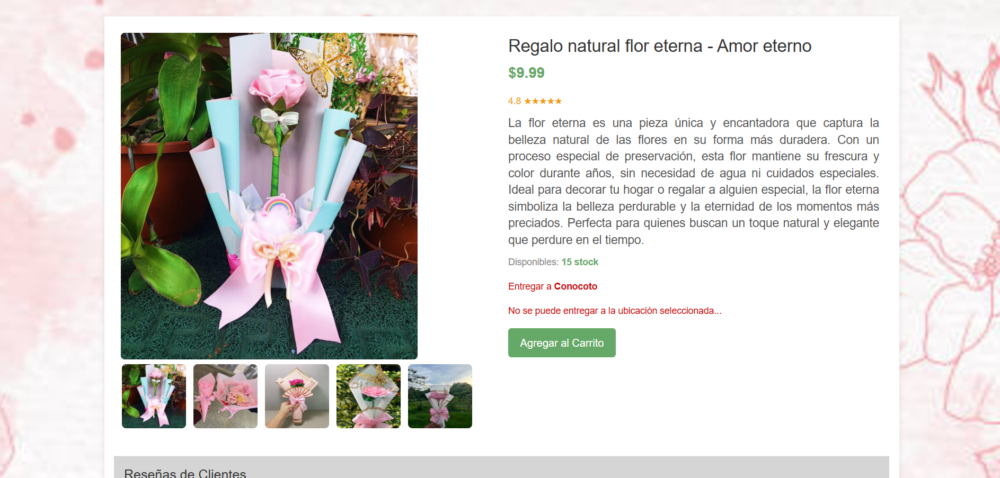 Regalo natural flor eterna - Amor eterno
$9.99
4.8 ★★★★★
La flor eterna es una pieza única y encantadora que captura la
belleza natural de las flores en su forma más duradera. Con un
proceso especial de preservación, esta flor mantiene su frescura y
color durante años, sin necesidad de agua ni cuidados especiales.
Ideal para decorar tu hogar o regalar a alguien especial, la flor eterna
simboliza la belleza perdurable y la eternidad de los momentos más
preciados. Perfecta para quienes buscan un toque natural y elegante
que perdure en el tiempo.
Disponibles: 15 stock
Entregar a Conocoto
No se puede entregar a la ubicación seleccionada...
Agregar al Carrito
Reseñas de Clientes